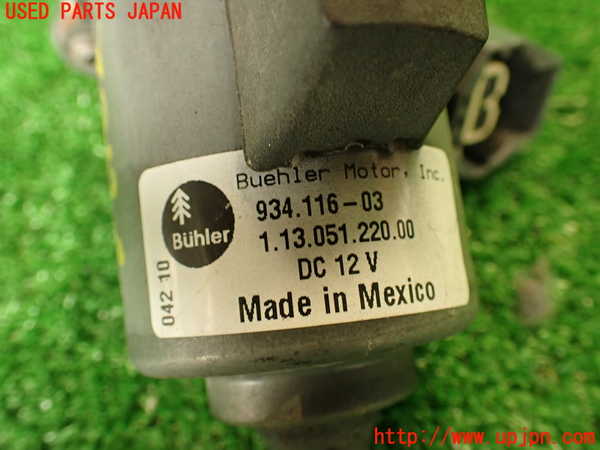 USED PARTS JAPAN
B
Buehler Motor, Inc.
934.116-03
Bühler
1.13.051.220.00
DC 12 V
042 10
Made in Mexico
http://www.upjpn.com/